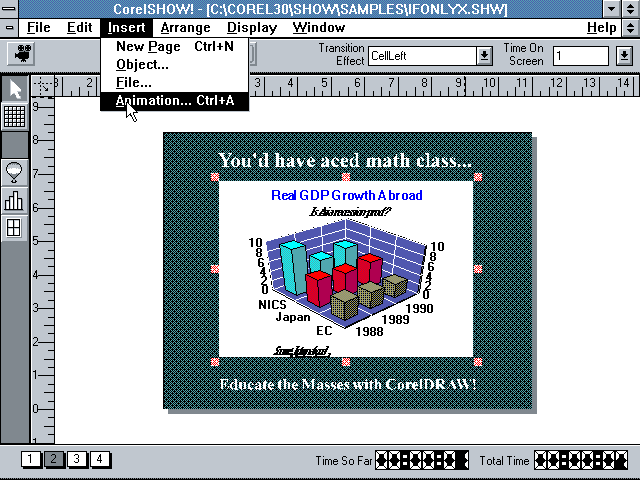 CorelSHOW! - [C:\COREL30\SHOW\SAMPLES\IFONLYX.SHW]
File Edit Insert Arrange Display Window Help
New Page Ctrl+N
Object...
File...
Animation... Ctrl+A
Transition Effect CellLeft
Time On Screen 1
3 2 3 4 5 6 7 8 9 10 11 12 13 14
9
8
7
6
5
4
3
2
1
0
You'd have aced math class...
Real GDP Growth Abroad
10 8 6 4 2 0
10 8 6 4 2 0
NICS Japan EC
1988 1989 1990
Educate the Masses with CorelDRAW!
1 2 3 4
Time So Far
Total Time